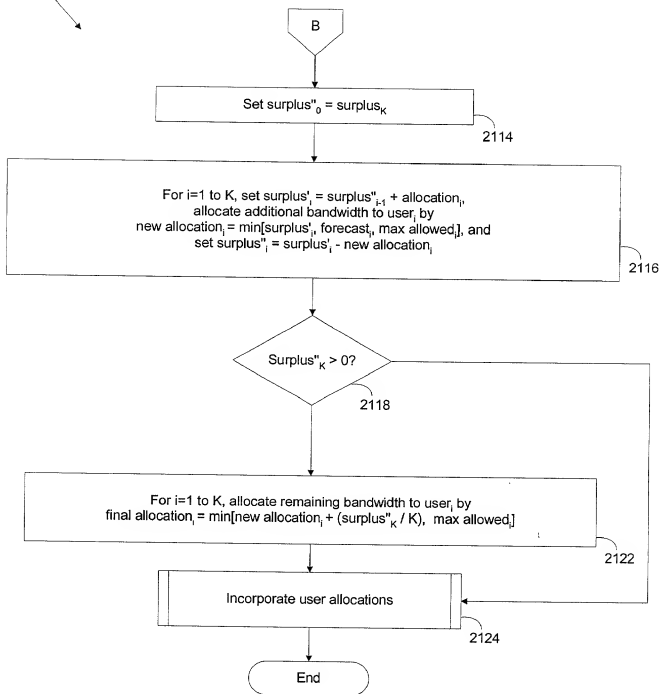 B
Set surplus"₀ = surplusK
2114
For i=1 to K, set surplus'ᵢ = surplus"ᵢ₋₁ + allocationᵢ,
allocate additional bandwidth to userᵢ by
new allocationᵢ = min[surplus'ᵢ, forecastᵢ, max allowedᵢ], and
set surplus"ᵢ = surplus'ᵢ - new allocationᵢ
2116
Surplus"K > 0?
2118
For i=1 to K, allocate remaining bandwidth to userᵢ by
final allocationᵢ = min[new allocationᵢ + (surplus"K / K), max allowedᵢ]
2122
Incorporate user allocations
2124
End